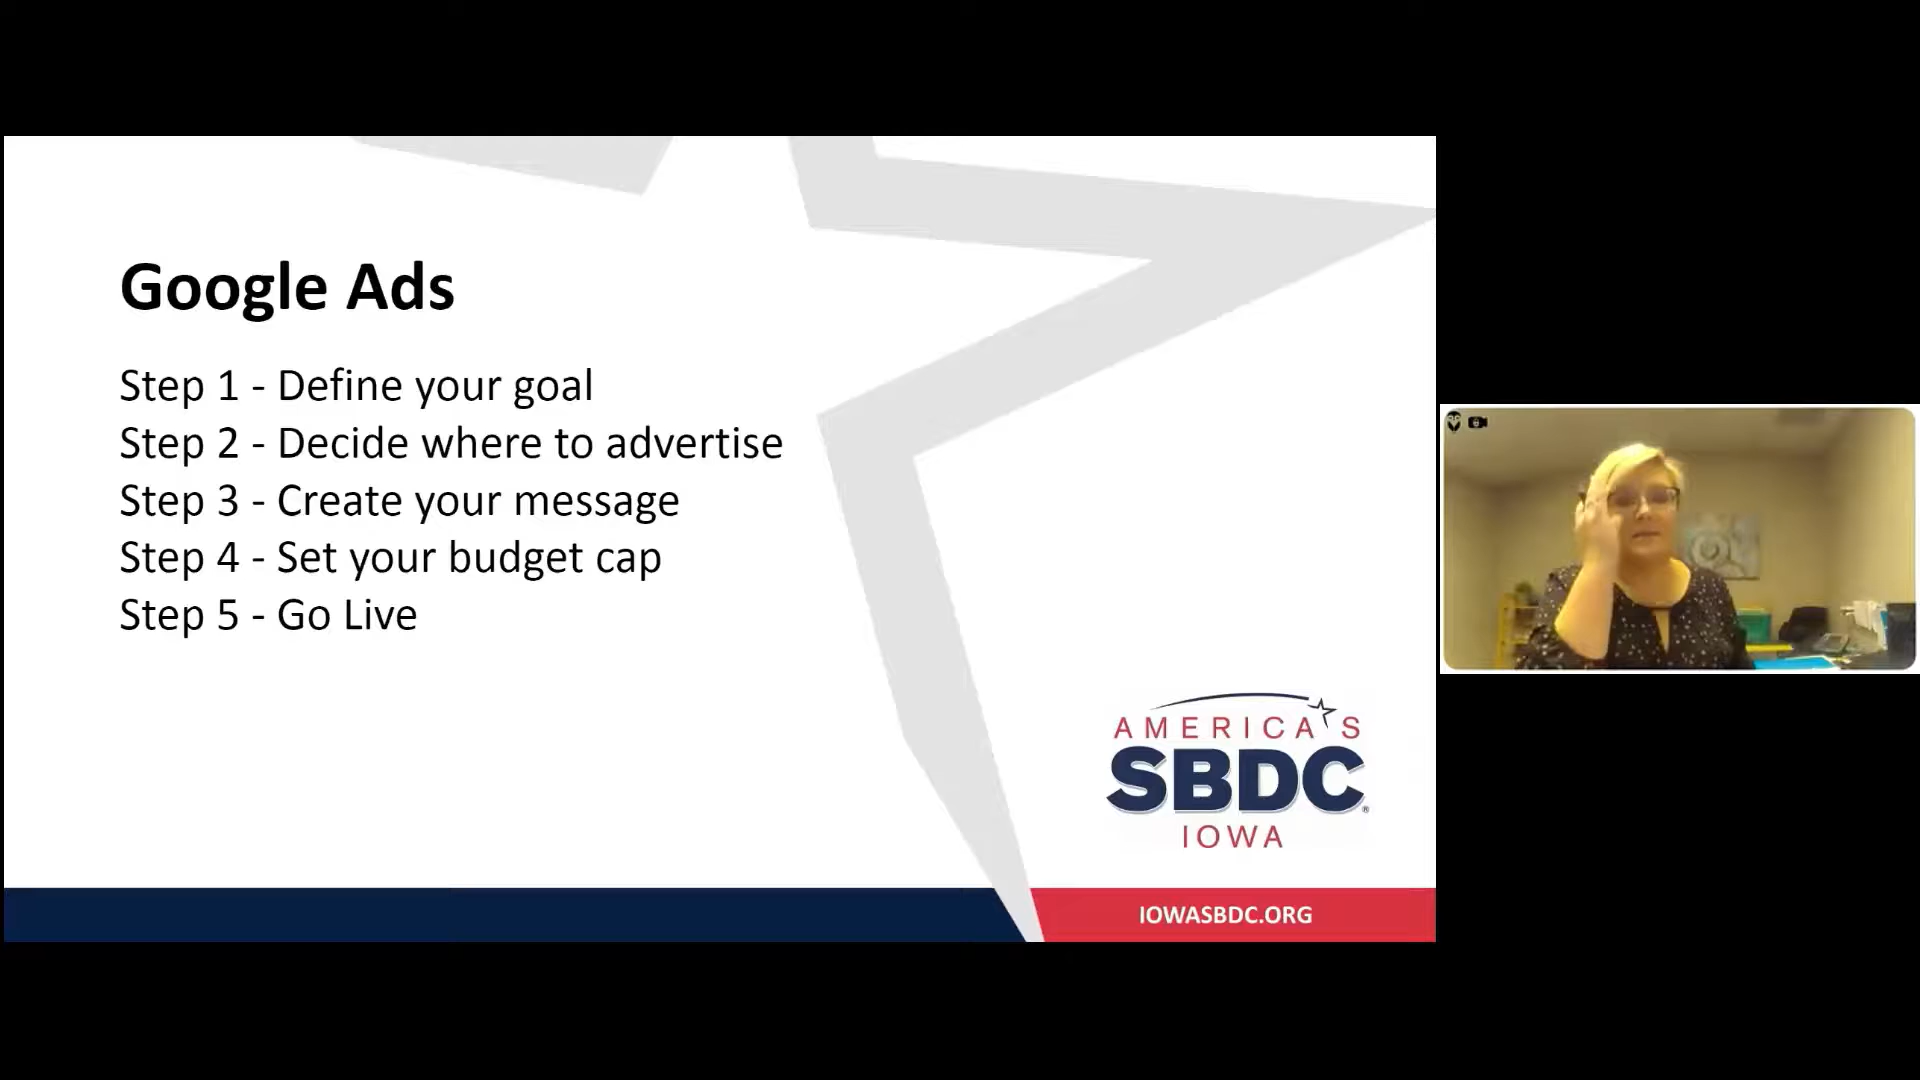 Google Ads
Step 1 - Define your goal
Step 2 - Decide where to advertise
Step 3 - Create your message
Step 4 - Set your budget cap
Step 5 - Go Live
AMERICA'S
SBDC®
IOWA
IOWASBDC.ORG